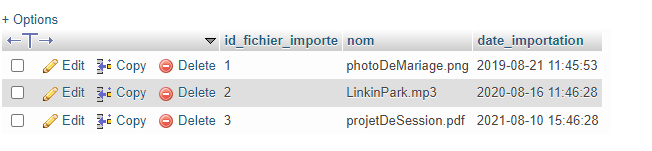 + Options
id_fichier_importe nom date_importation
Edit Copy Delete 1 photoDeMariage.png 2019-08-21 11:45:53
Edit Copy Delete 2 LinkinPark.mp3 2020-08-16 11:46:28
Edit Copy Delete 3 projetDeSession.pdf 2021-08-10 15:46:28